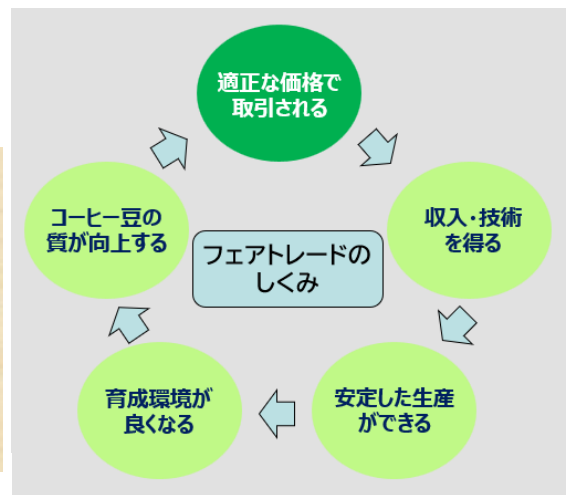 適正な価格で
取引される
収入・技術
を得る
安定した生産
ができる
育成環境が
良くなる
コーヒー豆の
質が向上する
フェアトレードの
しくみ